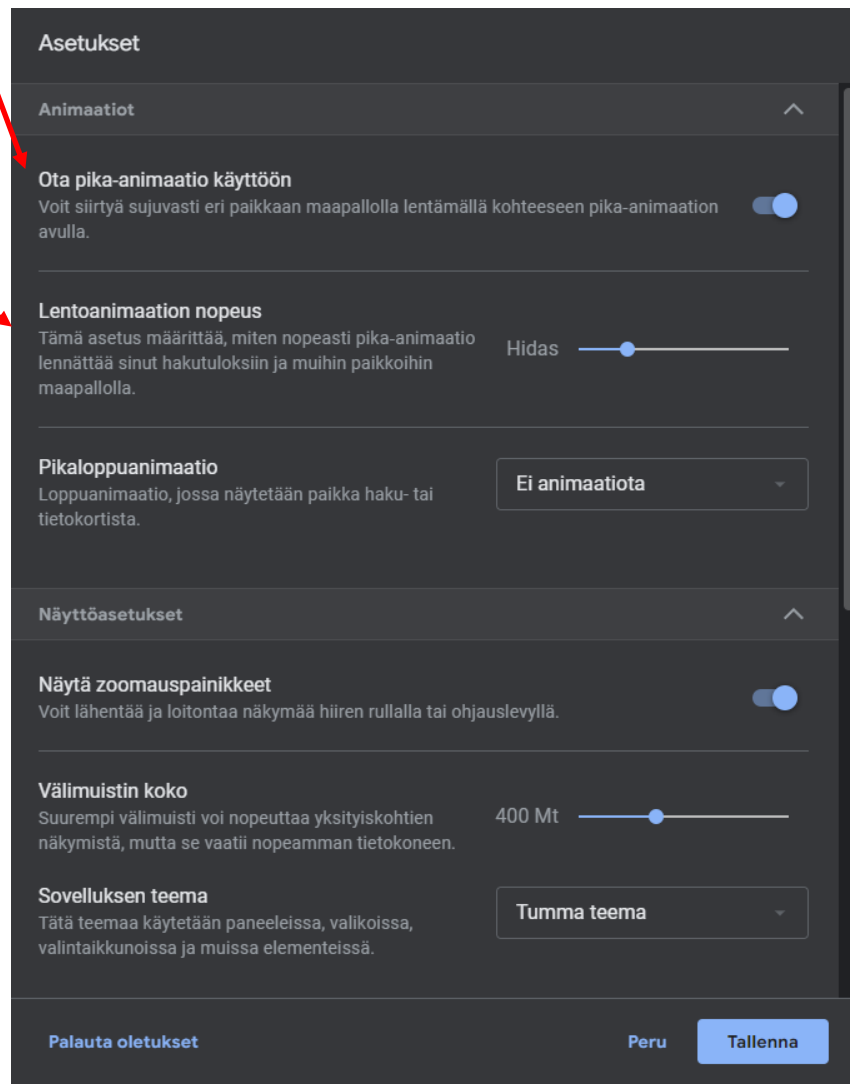 Asetukset
Animaatiot
Ota pika-animaatio käyttöön
Voit siirtyä sujuvasti eri paikkaan maapallolla lentämällä kohteeseen pika-animaation
avulla.
Lentoanimaation nopeus
Tämä asetus määrittää, miten nopeasti pika-animaatio
lennättää sinut hakutuloksiin ja muihin paikkoihin
maapallolla.
Hidas
Pikaloppuanimaatio
Loppuanimaatio, jossa näytetään paikka haku- tai
tietokortista.
Ei animaatiota
Näyttöasetukset
Näytä zoomauspainikkeet
Voit lähentää ja loitontaa näkymää hiiren rullalla tai ohjauslevyllä.
Välimuistin koko
Suurempi välimuisti voi nopeuttaa yksityiskohtien
näkymistä, mutta se vaatii nopeamman tietokoneen.
400 Mt
Sovelluksen teema
Tätä teemaa käytetään paneeleissa, valikoissa,
valintaikkunoissa ja muissa elementeissä.
Tumma teema
Palauta oletukset
Peru
Tallenna